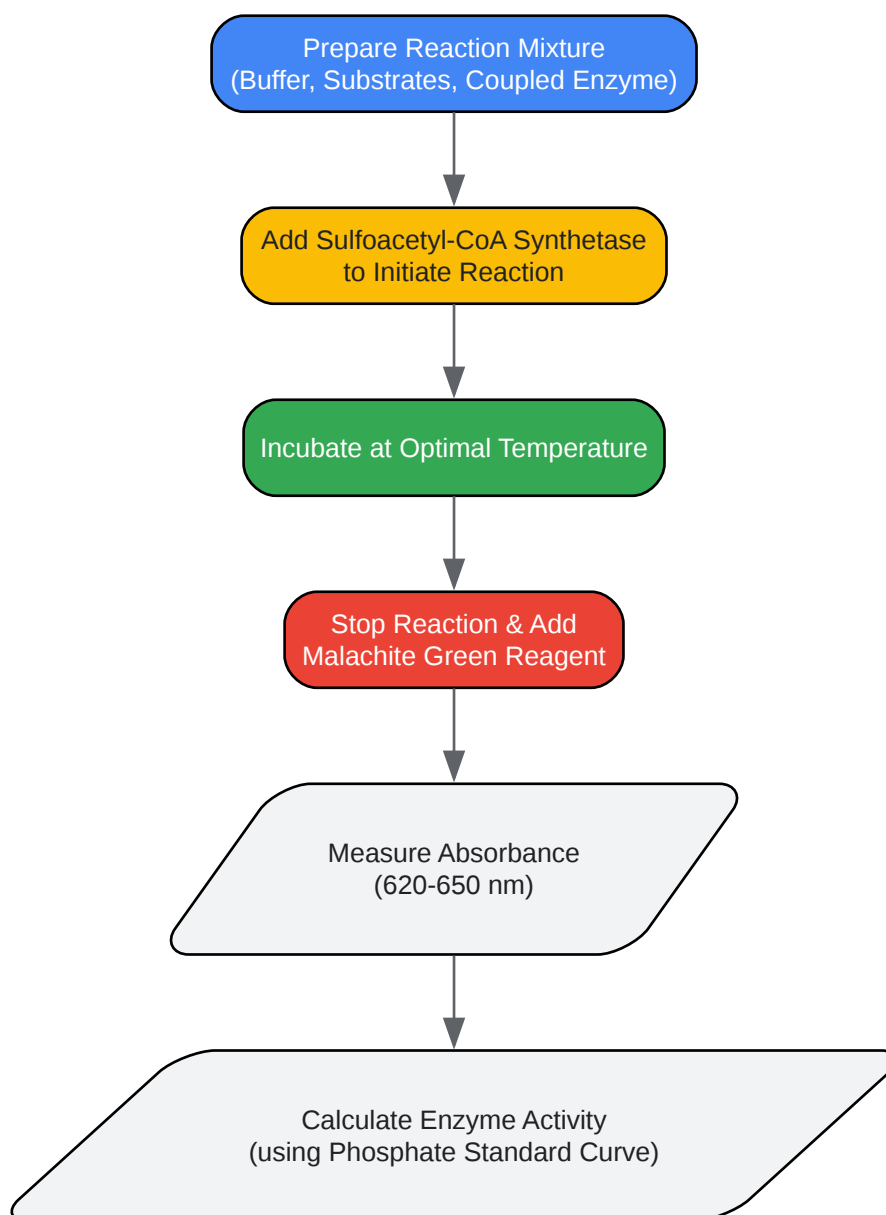 Prepare Reaction Mixture
(Buffer, Substrates, Coupled Enzyme)
Add Sulfoacetyl-CoA Synthetase
to Initiate Reaction
Incubate at Optimal Temperature
Stop Reaction & Add
Malachite Green Reagent
Measure Absorbance
(620-650 nm)
Calculate Enzyme Activity
(using Phosphate Standard Curve)